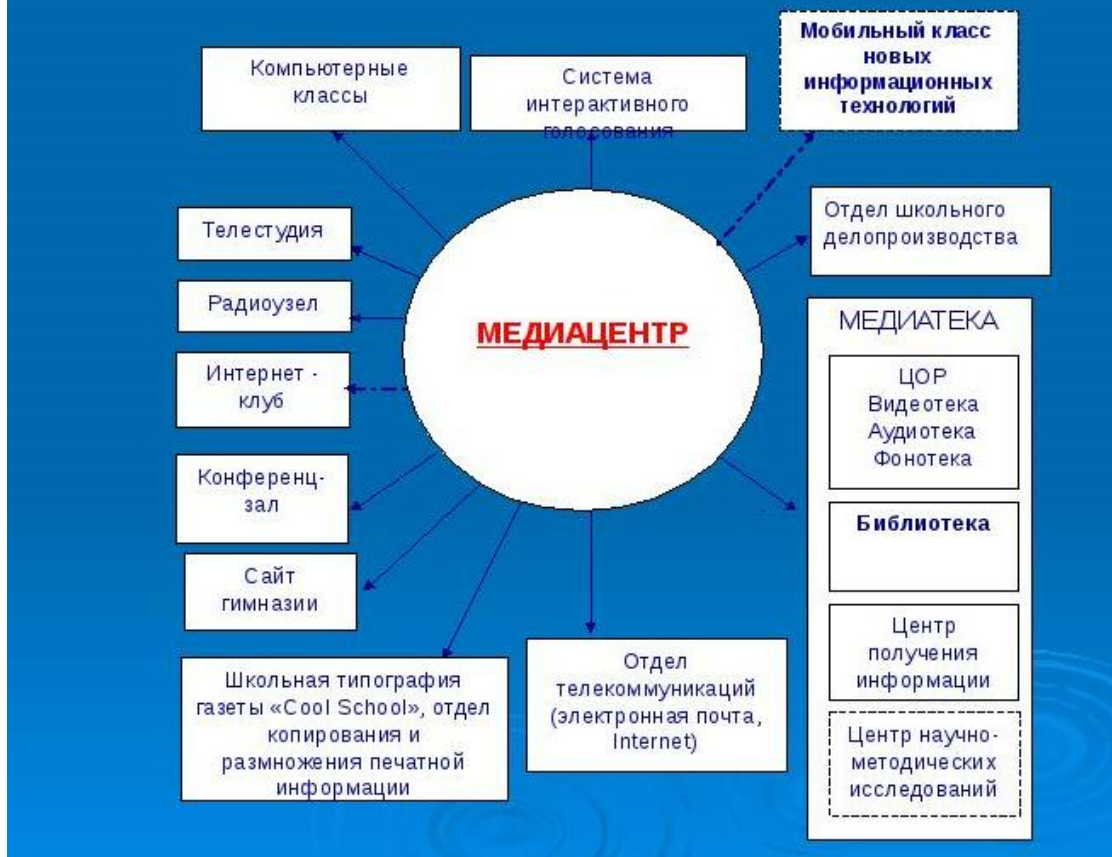 Компьютерные
классы
Система
интерактивного
голосования
Мобильный класс
новых
информационных
технологий
Телестудия
Отдел школьного
делопроизводства
Радиоузел
МЕДИАЦЕНТР
Интернет -
клуб
Конференц-
зал
Сайт
гимназии
Школьная типография
газеты «Cool School», отдел
копирования и
размножения печатной
информации
Отдел
телекоммуникаций
(электронная почта,
Internet)
МЕДИАТЕКА
ЦОР
Видеотека
Аудиотека
Фонотека
Библиотека
Центр
получения
информации
Центр научно-
методических
исследований